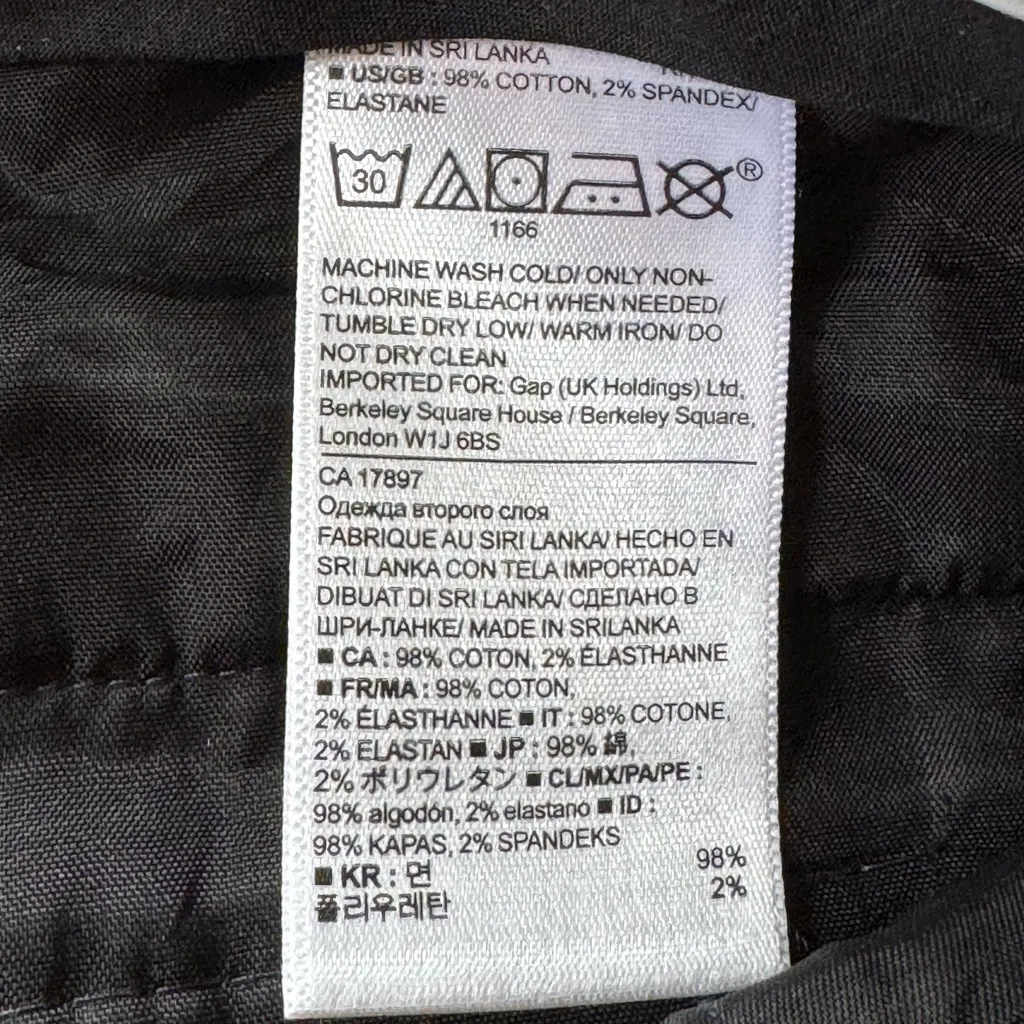 MADE IN SRI LANKA
■ US/GB : 98% COTTON, 2% SPANDEX/
ELASTANE
30
®
1166
MACHINE WASH COLD/ ONLY NON-
CHLORINE BLEACH WHEN NEEDED/
TUMBLE DRY LOW/ WARM IRON/ DO
NOT DRY CLEAN
IMPORTED FOR: Gap (UK Holdings) Ltd,
Berkeley Square House / Berkeley Square,
London W1J 6BS
CA 17897
Одежда второго слоя
FABRIQUE AU SIRI LANKA/ HECHO EN
SRI LANKA CON TELA IMPORTADA/
DIBUAT DI SRI LANKA/ СДЕЛАНО В
ШРИ-ЛАНКЕ/ MADE IN SRILANKA
■ CA : 98% COTON, 2% ÉLASTHANNE
■ FR/MA : 98% COTON,
2% ÉLASTHANNE ■ IT : 98% COTONE,
2% ELASTAN ■ JP : 98% 綿,
2% ポリウレタン ■ CL/MX/PA/PE :
98% algodón, 2% elastano ■ ID :
98% KAPAS, 2% SPANDEKS
■ KR : 면 98%
폴리우레탄 2%